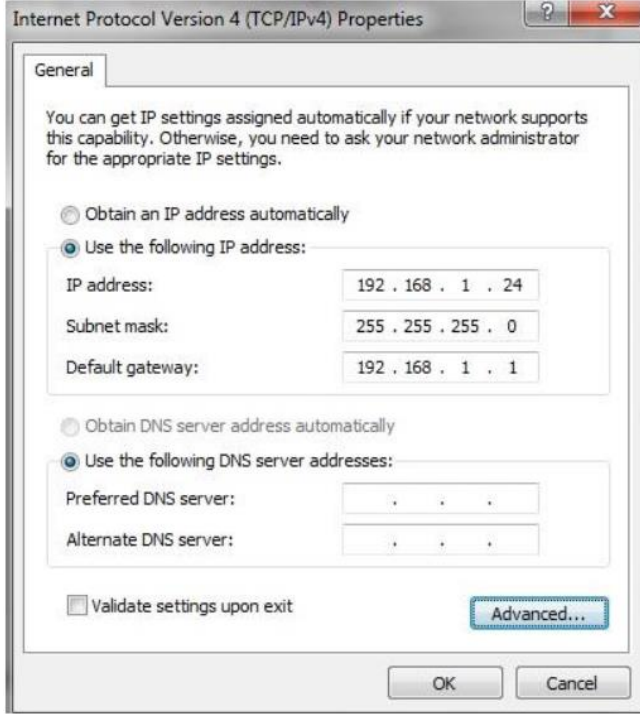 Internet Protocol Version 4 (TCP/IPv4) Properties
General
You can get IP settings assigned automatically if your network supports
this capability. Otherwise, you need to ask your network administrator
for the appropriate IP settings.
Obtain an IP address automatically
Use the following IP address:
IP address: 192 . 168 . 1 . 24
Subnet mask: 255 . 255 . 255 . 0
Default gateway: 192 . 168 . 1 . 1
Obtain DNS server address automatically
Use the following DNS server addresses:
Preferred DNS server: . . .
Alternate DNS server: . . .
Validate settings upon exit
Advanced...
OK Cancel